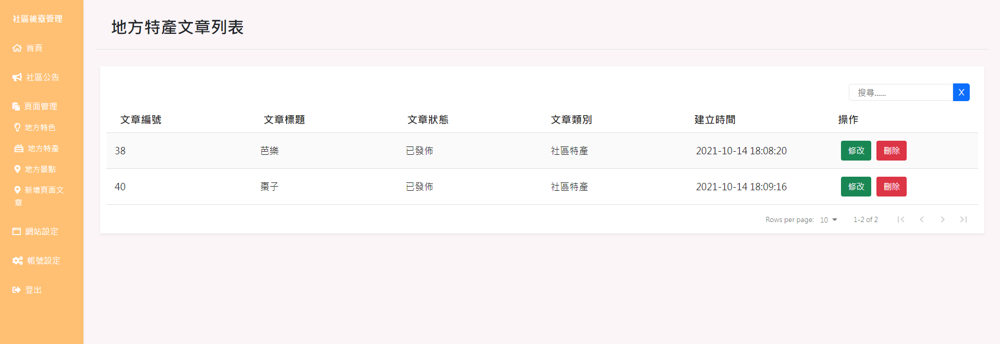 社區後臺管理
首頁
社區公告
頁面管理
地方特色
地方特產
地方景點
新增頁面文
章
網站設定
帳號設定
登出
地方特產文章列表
搜尋...... X
文章編號 文章標題 文章狀態 文章類別 建立時間 操作
38 芭樂 已發佈 社區特產 2021-10-14 18:08:20 修改 刪除
40 棗子 已發佈 社區特產 2021-10-14 18:09:16 修改 刪除
Rows per page: 10 1-2 of 2